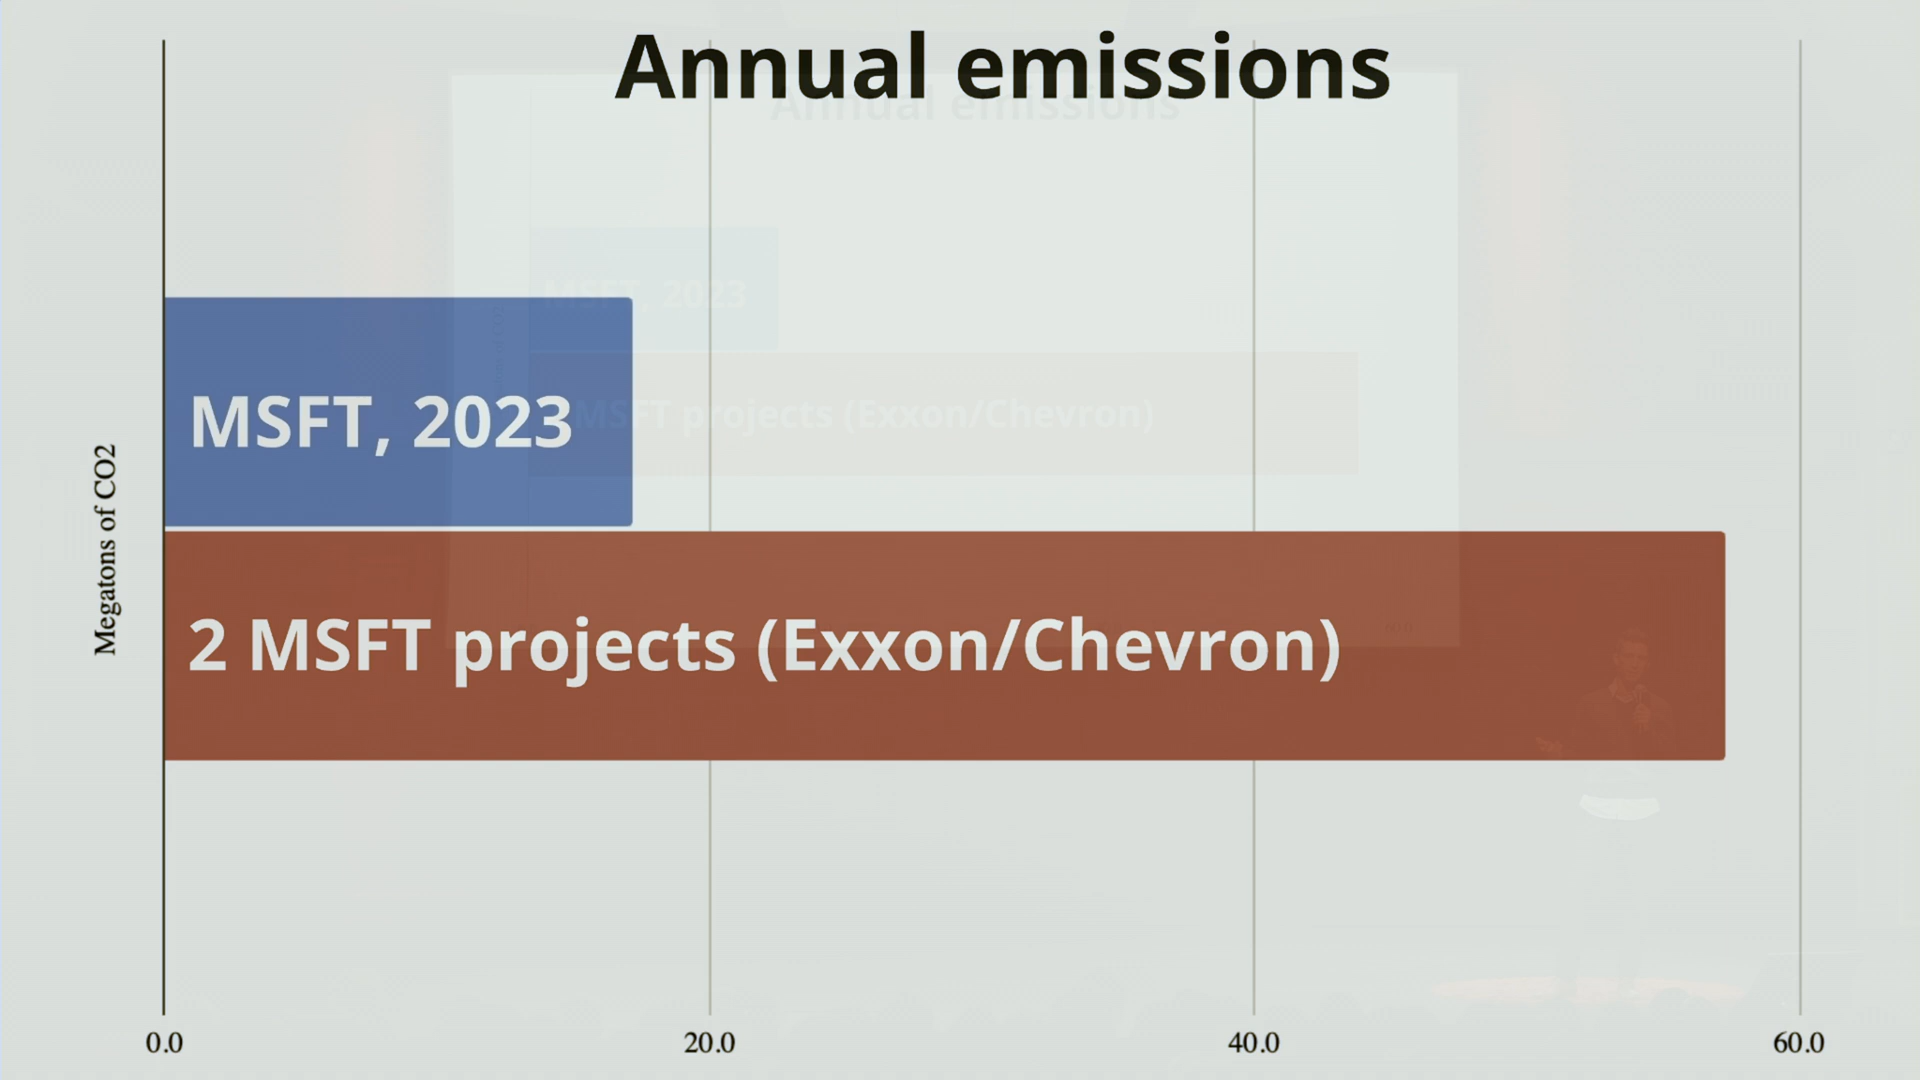 Annual emissions
MSFT, 2023
2 MSFT projects (Exxon/Chevron)
Megatons of CO2
0.0
20.0
40.0
60.0